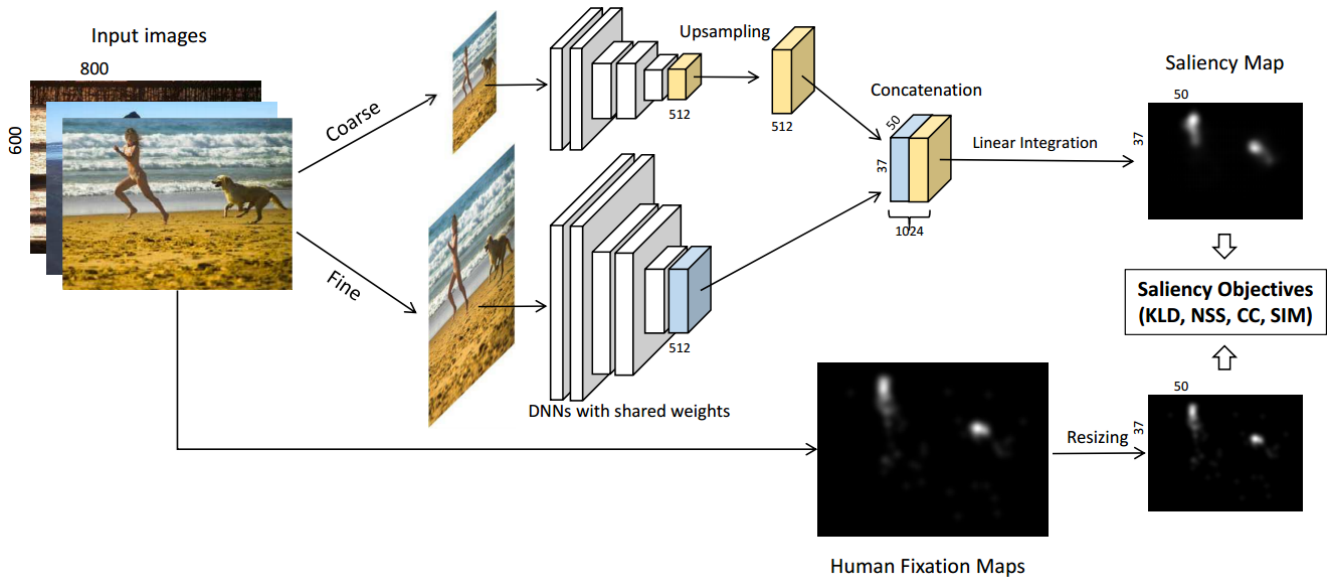 Input images
800
600
Coarse
Fine
Upsampling
512
512
512
DNNs with shared weights
Concatenation
50
37
1024
Linear Integration
Saliency Map
50
37
Saliency Objectives
(KLD, NSS, CC, SIM)
50
37
Resizing
Human Fixation Maps